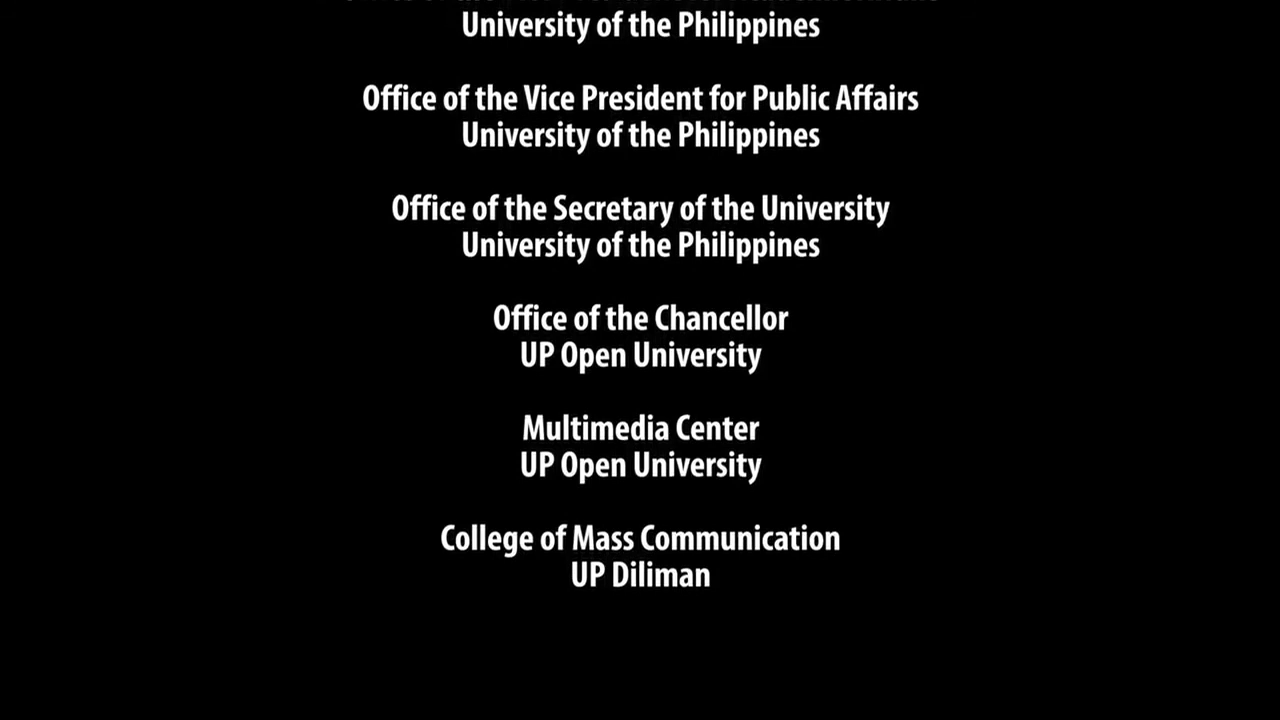 University of the Philippines
Office of the Vice President for Public Affairs
University of the Philippines
Office of the Secretary of the University
University of the Philippines
Office of the Chancellor
UP Open University
Multimedia Center
UP Open University
College of Mass Communication
UP Diliman